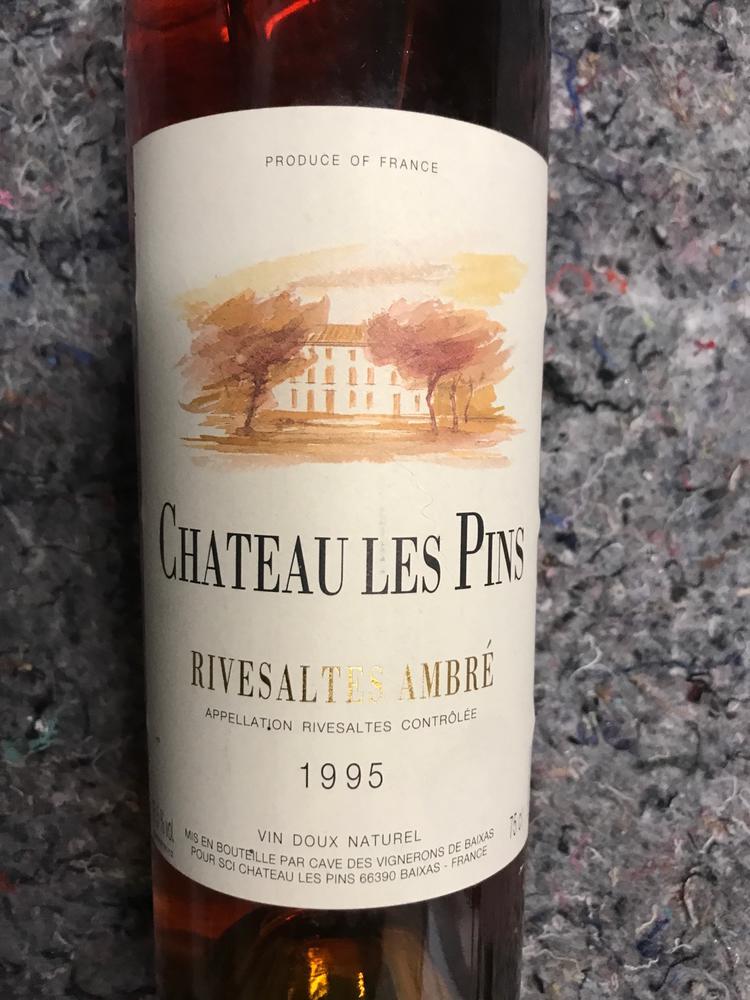 PRODUCE OF FRANCE
CHATEAU LES PINS
RIVESALTES AMBRÉ
APPELLATION RIVESALTES CONTRÔLÉE
1995
% vol.
VIN DOUX NATUREL
75 cl
MIS EN BOUTEILLE PAR CAVE DES VIGNERONS DE BAIXAS
POUR SCI CHATEAU LES PINS 66390 BAIXAS - FRANCE